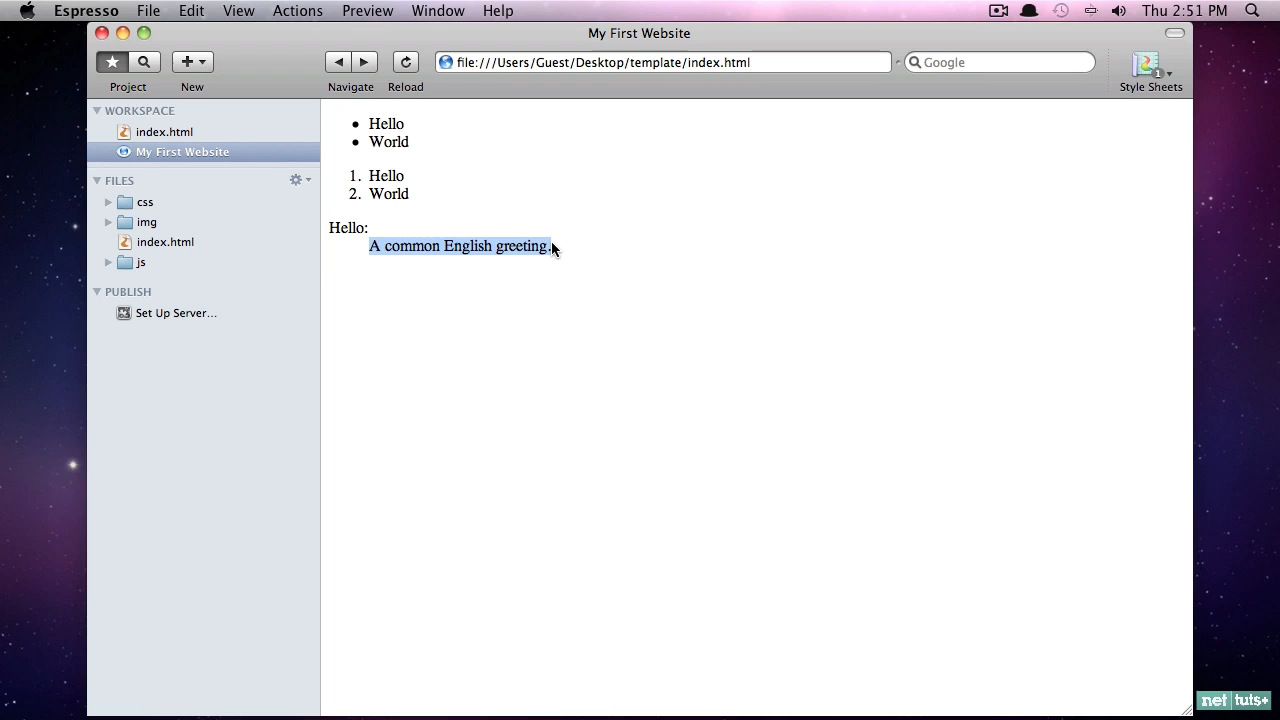 Espresso File Edit View Actions Preview Window Help Thu 2:51 PM
My First Website
file:///Users/Guest/Desktop/template/index.html
Google
Project New Navigate Reload Style Sheets
1
WORKSPACE
index.html
My First Website
FILES
css
img
index.html
js
PUBLISH
Set Up Server...
• Hello
• World
1. Hello
2. World
Hello:
A common English greeting.
net tuts+